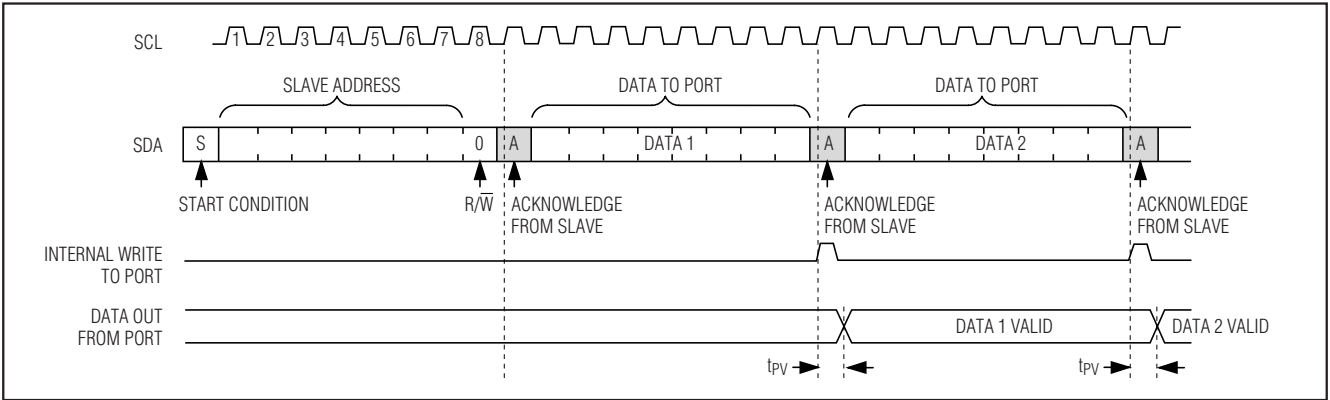 SCL 1 2 3 4 5 6 7 8
SLAVE ADDRESS DATA TO PORT DATA TO PORT
SDA S 0 A DATA 1 A DATA 2 A
START CONDITION R/W̅ ACKNOWLEDGE FROM SLAVE ACKNOWLEDGE FROM SLAVE ACKNOWLEDGE FROM SLAVE
INTERNAL WRITE
TO PORT
DATA OUT
FROM PORT
DATA 1 VALID DATA 2 VALID
tPV tPV